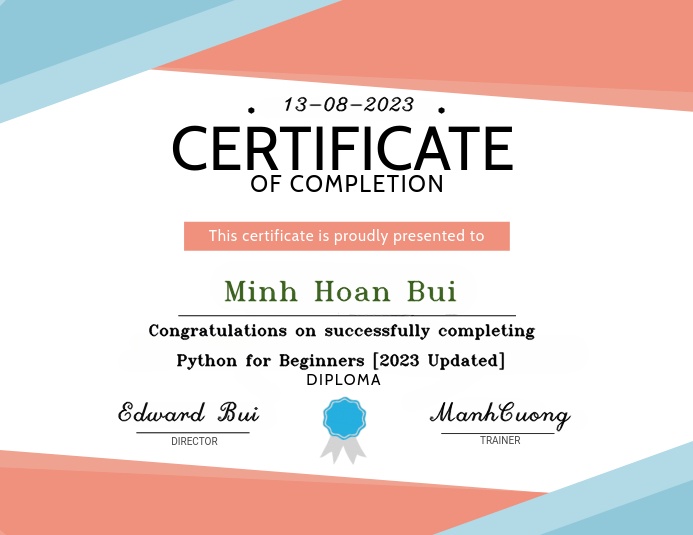 13-08-2023
CERTIFICATE
OF COMPLETION
This certificate is proudly presented to
Minh Hoan Bui
Congratulations on successfully completing
Python for Beginners [2023 Updated]
DIPLOMA
Edward Bui
DIRECTOR
ManhCuong
TRAINER